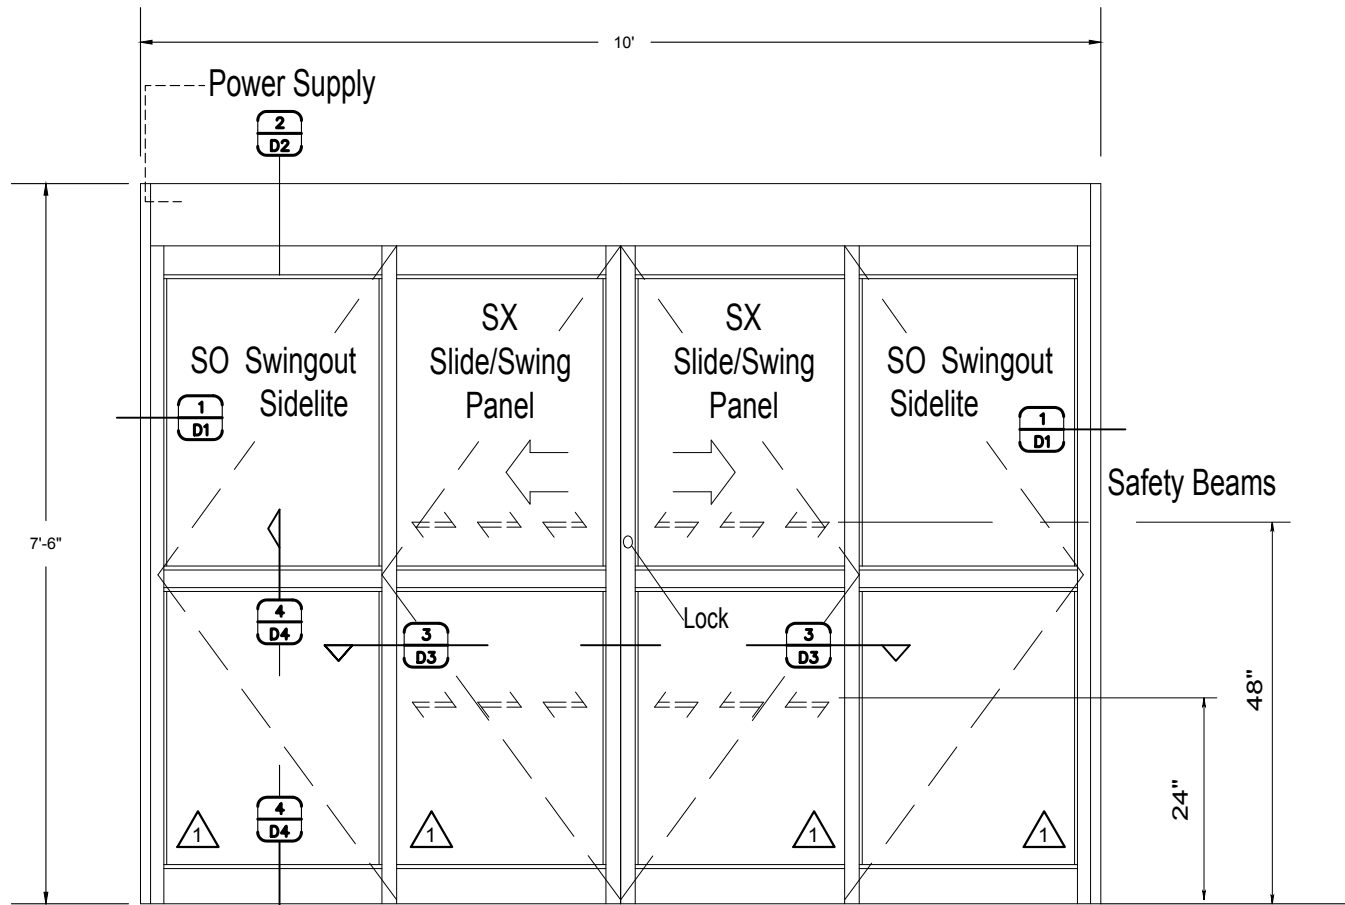 10'
Power Supply
2
D2
SX
Slide/Swing
Panel
SX
Slide/Swing
Panel
SO Swingout
Sidelite
SO Swingout
Sidelite
1
D1
1
D1
Safety Beams
7'-6"
4
D4
Lock
3
D3
3
D3
48"
24"
4
D4
1
1
1
1